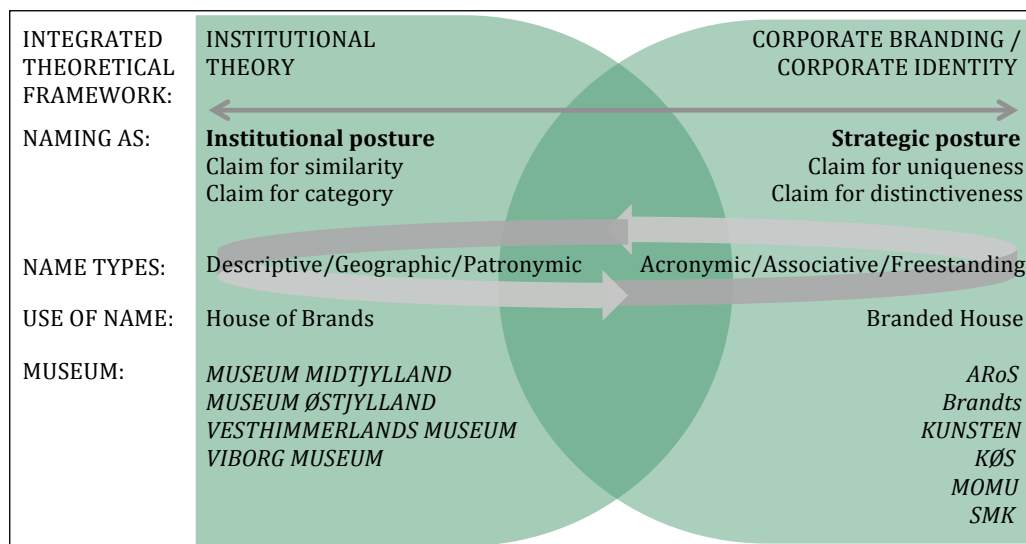 INTEGRATED THEORETICAL FRAMEWORK:
INSTITUTIONAL THEORY
CORPORATE BRANDING / CORPORATE IDENTITY
NAMING AS:
Institutional posture
Claim for similarity
Claim for category
Strategic posture
Claim for uniqueness
Claim for distinctiveness
NAME TYPES:
Descriptive/Geographic/Patronymic
Acronymic/Associative/Freestanding
USE OF NAME:
House of Brands
Branded House
MUSEUM:
MUSEUM MIDTJYLLAND
MUSEUM ØSTJYLLAND
VESTHIMMERLANDS MUSEUM
VIBORG MUSEUM
ARoS
Brandts
KUNSTEN
KØS
MOMU
SMK